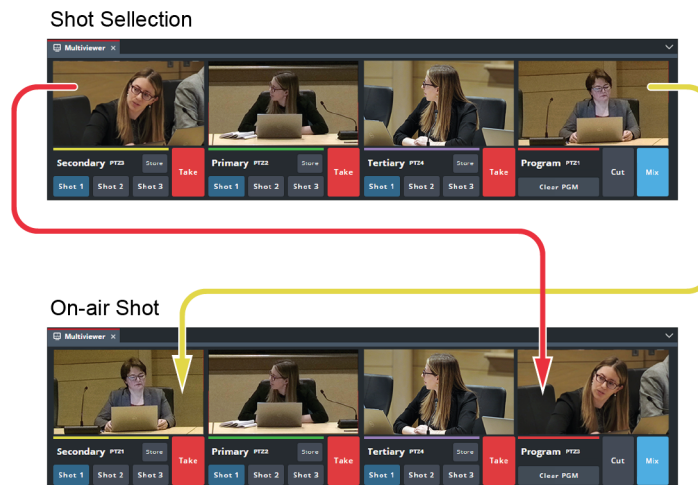 Shot Sellection
Multiviewer ×
Secondary PTZ3 Store Take Primary PTZ2 Store Take Tertiary PTZ4 Store Take Program PTZ1 Cut Mix
Shot 1 Shot 2 Shot 3 Shot 1 Shot 2 Shot 3 Shot 1 Shot 2 Shot 3 Clear PGM
On-air Shot
Multiviewer ×
Secondary PTZ1 Store Take Primary PTZ2 Store Take Tertiary PTZ4 Store Take Program PTZ3 Cut Mix
Shot 1 Shot 2 Shot 3 Shot 1 Shot 2 Shot 3 Shot 1 Shot 2 Shot 3 Clear PGM